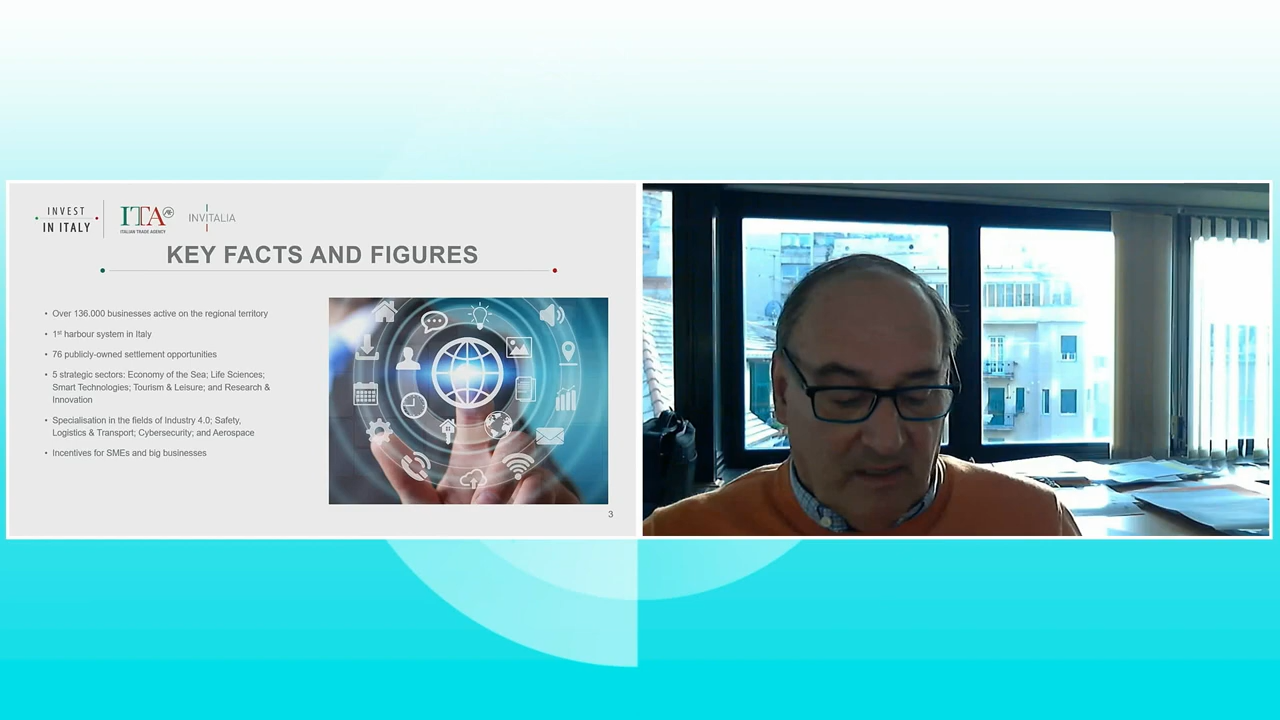 INVEST
IN ITALY
ITA
ITALIAN TRADE AGENCY
INVITALIA
KEY FACTS AND FIGURES
• Over 136.000 businesses active on the regional territory
• 1st harbour system in Italy
• 76 publicly-owned settlement opportunities
• 5 strategic sectors: Economy of the Sea; Life Sciences;
Smart Technologies; Tourism & Leisure; and Research &
Innovation
• Specialisation in the fields of Industry 4.0; Safety,
Logistics & Transport; Cybersecurity; and Aerospace
• Incentives for SMEs and big businesses
3